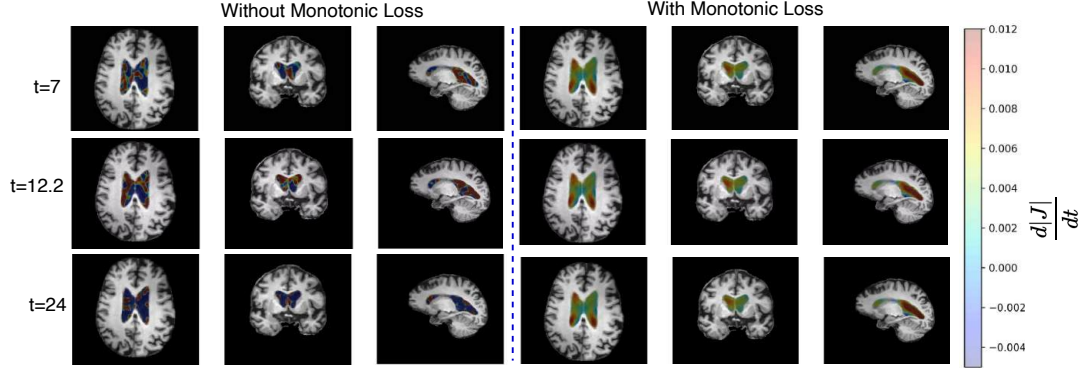 Without Monotonic Loss
With Monotonic Loss
t=7
t=12.2
t=24
0.012
0.010
0.008
0.006
0.004
0.002
0.000
−0.002
−0.004
d|J|
dt